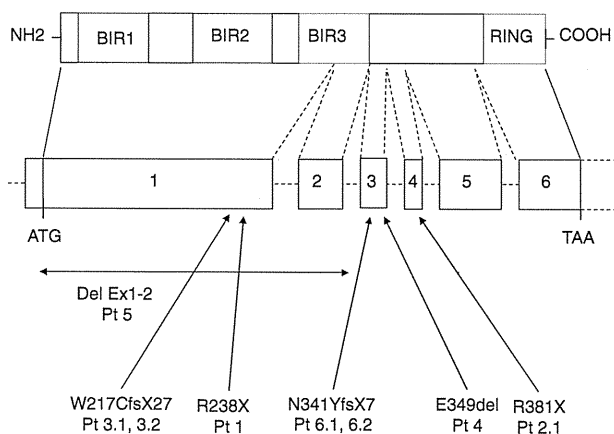 NH2 BIR1 BIR2 BIR3 RING COOH
1 2 3 4 5 6
ATG TAA
Del Ex1-2
Pt 5
W217CfsX27 R238X N341YfsX7 E349del R381X
Pt 3.1, 3.2 Pt 1 Pt 6.1, 6.2 Pt 4 Pt 2.1